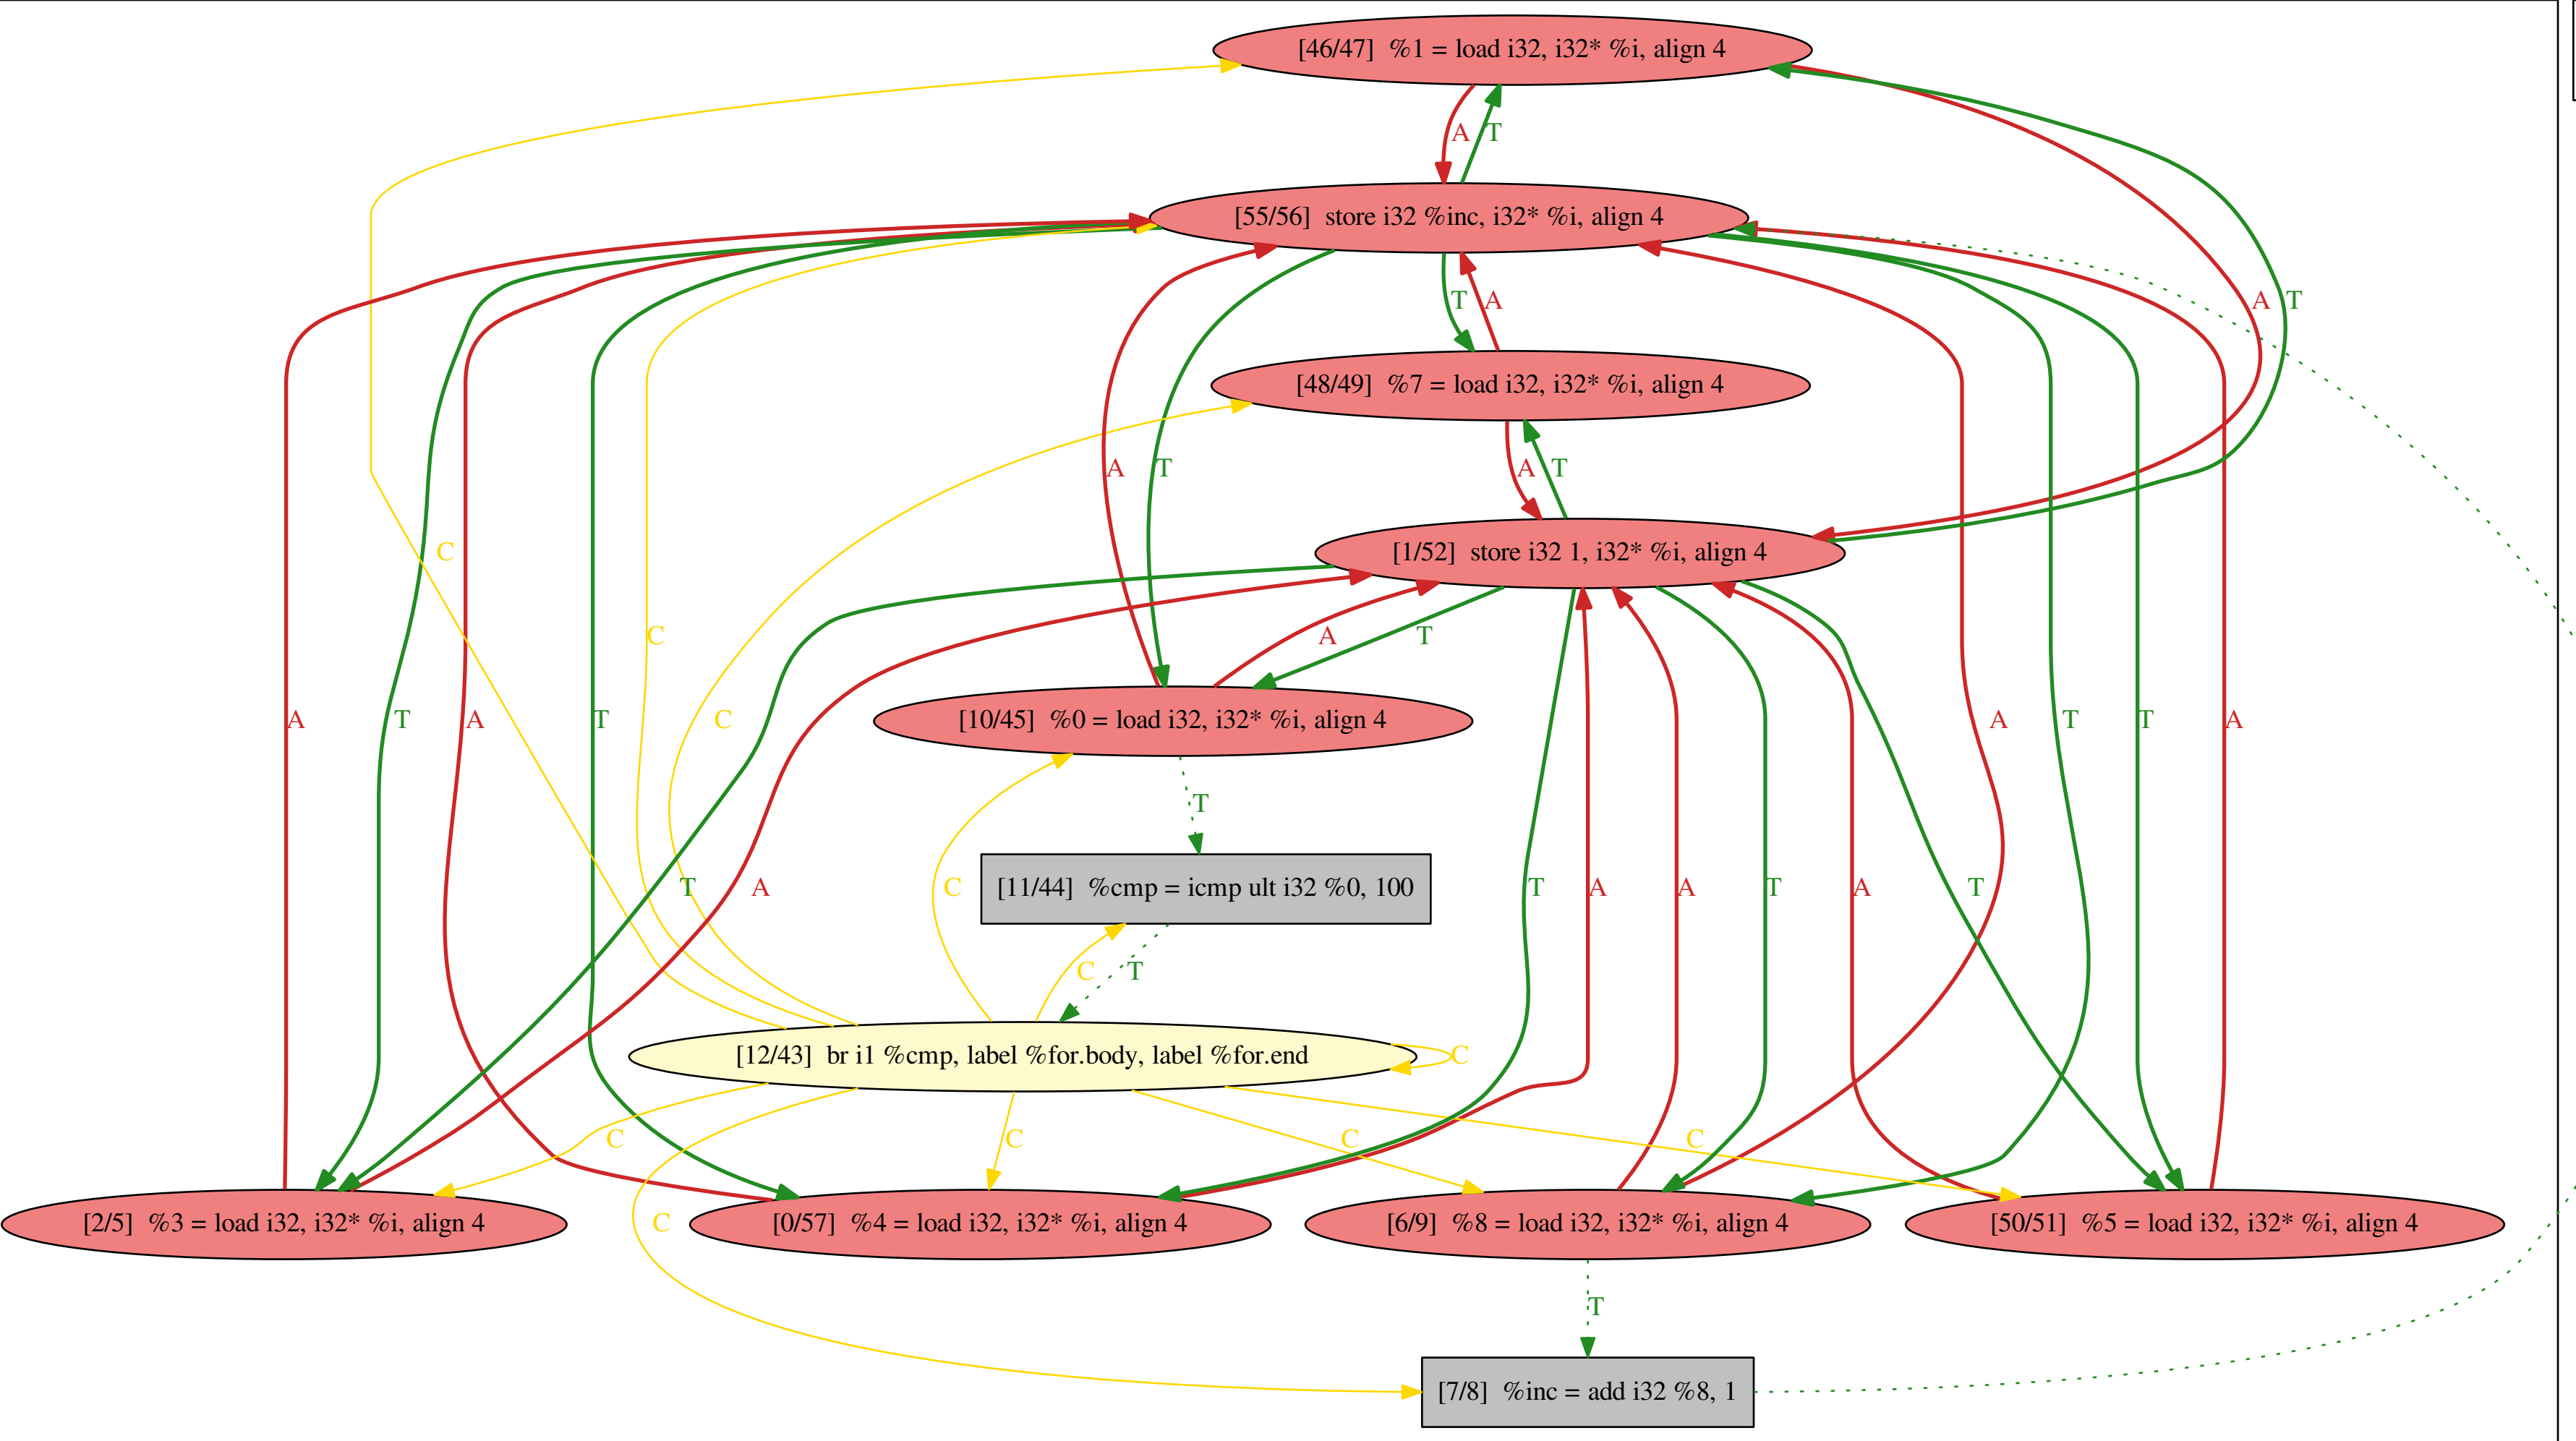 [46/47]  %1 = load i32, i32* %i, align 4
A T
[55/56]  store i32 %inc, i32* %i, align 4
T A A T
[48/49]  %7 = load i32, i32* %i, align 4
A T A T
C
[1/52]  store i32 1, i32* %i, align 4
C A T
A T A T C
[10/45]  %0 = load i32, i32* %i, align 4
A T T A
T
T A C
[11/44]  %cmp = icmp ult i32 %0, 100
T A A T A T
C T
[12/43]  br i1 %cmp, label %for.body, label %for.end
C
C C C C
[2/5]  %3 = load i32, i32* %i, align 4
C
[0/57]  %4 = load i32, i32* %i, align 4
[6/9]  %8 = load i32, i32* %i, align 4
[50/51]  %5 = load i32, i32* %i, align 4
T
[7/8]  %inc = add i32 %8, 1